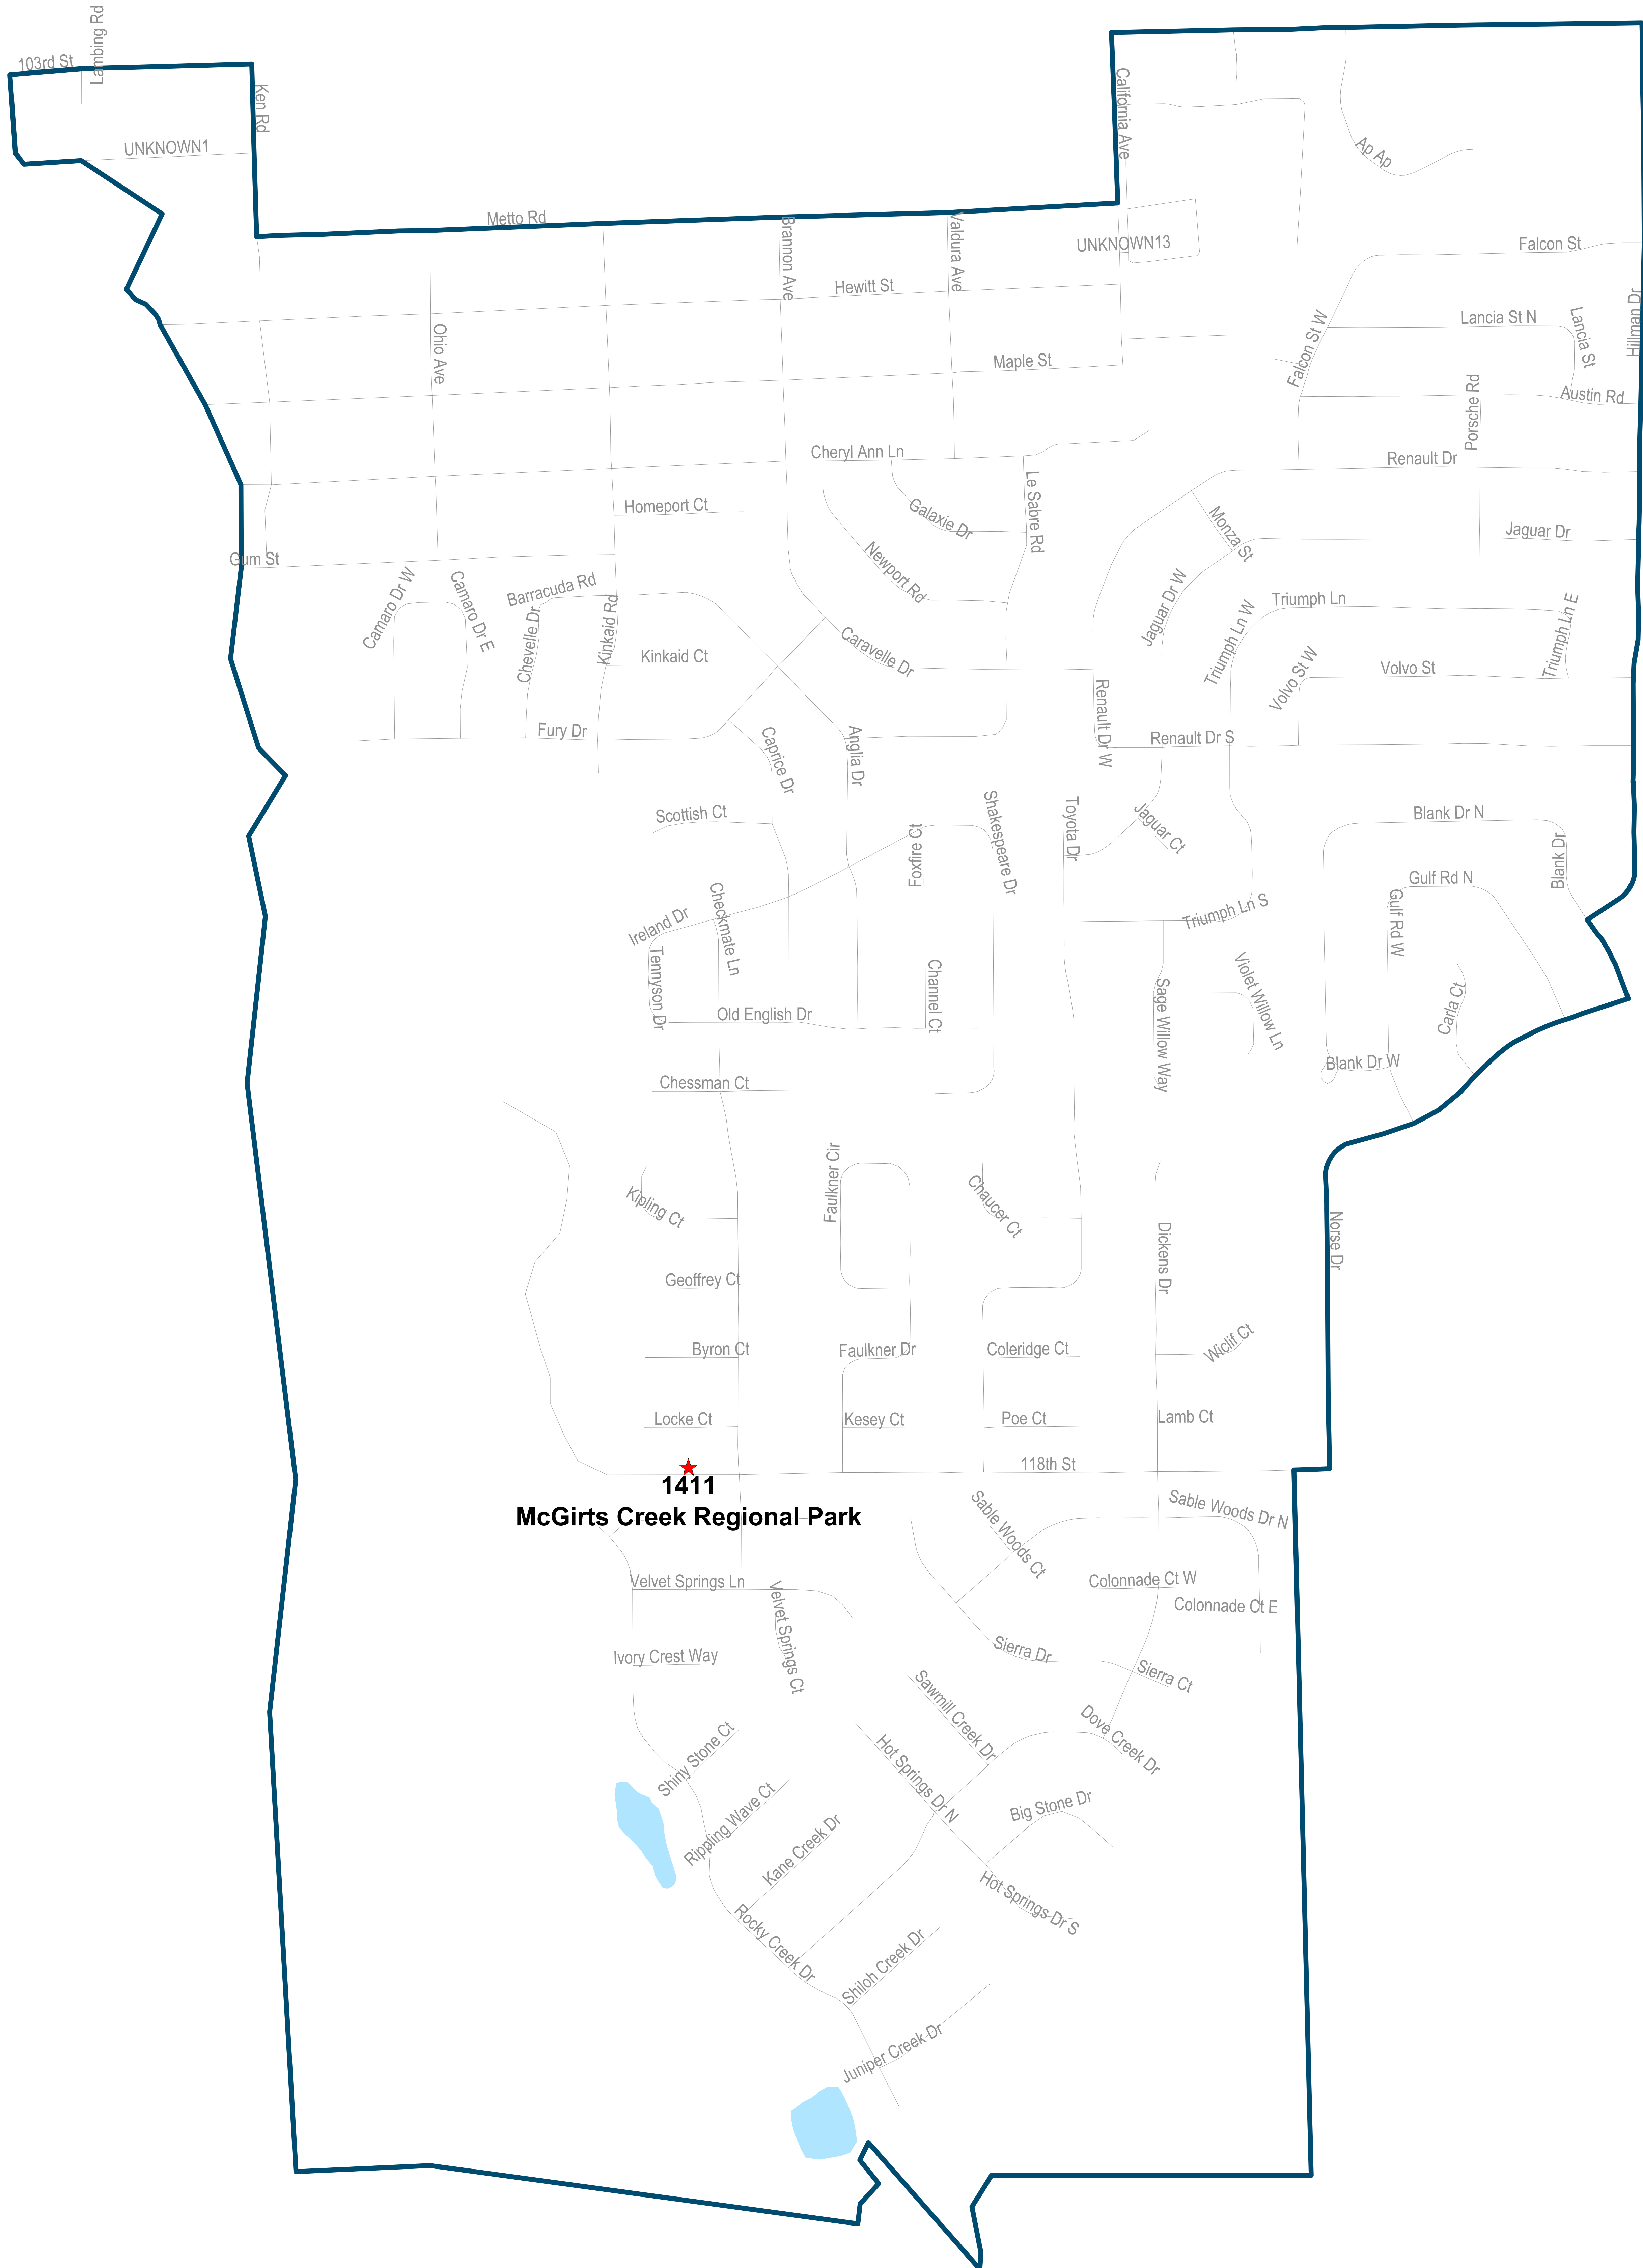 Lambing Rd
103rd St
Ken Rd
California Ave
UNKNOWN1
Ap Ap
Metto Rd
Brannon Ave
Valdura Ave
UNKNOWN13
Falcon St
Hewitt St
Hillman Dr
Lancia St N
Lancia St
Ohio Ave
Falcon St W
Maple St
Porsche Rd
Austin Rd
Cheryl Ann Ln
Renault Dr
Le Sabre Rd
Homeport Ct
Galaxie Dr
Monza St
Jaguar Dr
Gum St
Newport Rd
Camaro Dr W
Camaro Dr E
Barracuda Rd
Chevelle Dr
Kinkaid Rd
Jaguar Dr W
Triumph Ln
Triumph Ln W
Triumph Ln E
Kinkaid Ct
Caravelle Dr
Volvo St W
Volvo St
Renault Dr W
Fury Dr
Caprice Dr
Anglia Dr
Renault Dr S
Scottish Ct
Shakespeare Dr
Toyota Dr
Jaguar Ct
Blank Dr N
Foxfire Ct
Blank Dr
Gulf Rd N
Checkmate Ln
Gulf Rd W
Ireland Dr
Triumph Ln S
Tennyson Dr
Channel Ct
Violet Willow Ln
Sage Willow Way
Carla Ct
Old English Dr
Blank Dr W
Chessman Ct
Faulkner Cir
Kipling Ct
Chaucer Ct
Dickens Dr
Norse Dr
Geoffrey Ct
Byron Ct
Faulkner Dr
Coleridge Ct
Wiclif Ct
Locke Ct
Kesey Ct
Poe Ct
Lamb Ct
118th St
1411
McGirts Creek Regional Park
Sable Woods Ct
Sable Woods Dr N
Velvet Springs Ln
Colonnade Ct W
Velvet Springs Ct
Colonnade Ct E
Ivory Crest Way
Sierra Dr
Sierra Ct
Sawmill Creek Dr
Shiny Stone Ct
Dove Creek Dr
Hot Springs Dr N
Rippling Wave Ct
Big Stone Dr
Kane Creek Dr
Hot Springs Dr S
Rocky Creek Dr
Shiloh Creek Dr
Juniper Creek Dr